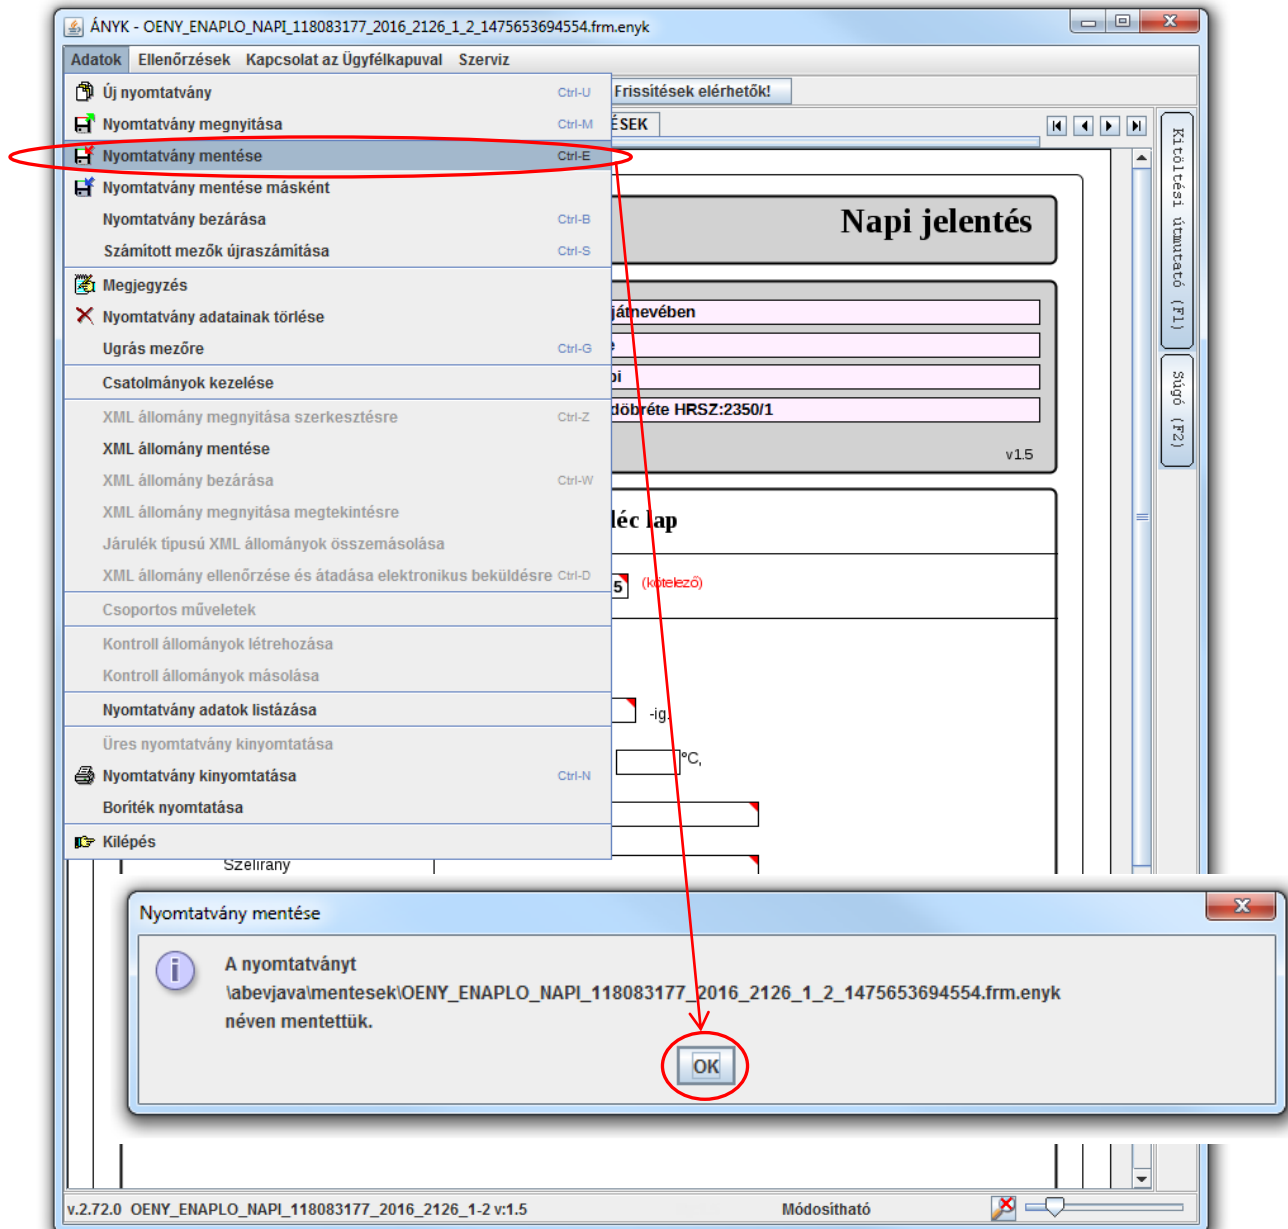 ÁNYK - OENY_ENAPLO_NAPI_118083177_2016_2126_1_2_1475653694554.frm.enyk
Adatok Ellenőrzések Kapcsolat az Ügyfélkapuval Szerviz
Új nyomtatvány Ctrl-U
Frissítések elérhetők!
Nyomtatvány megnyitása Ctrl-M
ÉSEK
Nyomtatvány mentése Ctrl-E
Nyomtatvány mentése másként
Nyomtatvány bezárása Ctrl-B
Napi jelentés
Számított mezők újraszámítása Ctrl-S
Megjegyzés
Nyomtatvány adatainak törlése
játnevében
Ugrás mezőre Ctrl-G
Csatolmányok kezelése
XML állomány megnyitása szerkesztésre Ctrl-Z
döbréte HRSZ:2350/1
XML állomány mentése
v1.5
XML állomány bezárása Ctrl-W
XML állomány megnyitása megtekintésre
léc lap
Járulék típusú XML állományok összemásolása
XML állomány ellenőrzése és átadása elektronikus beküldésre Ctrl-D
5 (kötelező)
Csoportos műveletek
Kontroll állományok létrehozása
Kontroll állományok másolása
Nyomtatvány adatok listázása
-ig.
Üres nyomtatvány kinyomtatása
°C,
Nyomtatvány kinyomtatása Ctrl-N
Boríték nyomtatása
Kilépés
Szélirány
Kitöltési útmutató (F1)
Súgó (F2)
Nyomtatvány mentése
A nyomtatványt
\abevjava\mentesek\OENY_ENAPLO_NAPI_118083177_2016_2126_1_2_1475653694554.frm.enyk
néven mentettük.
OK
v.2.72.0 OENY_ENAPLO_NAPI_118083177_2016_2126_1-2 v:1.5 Módosítható